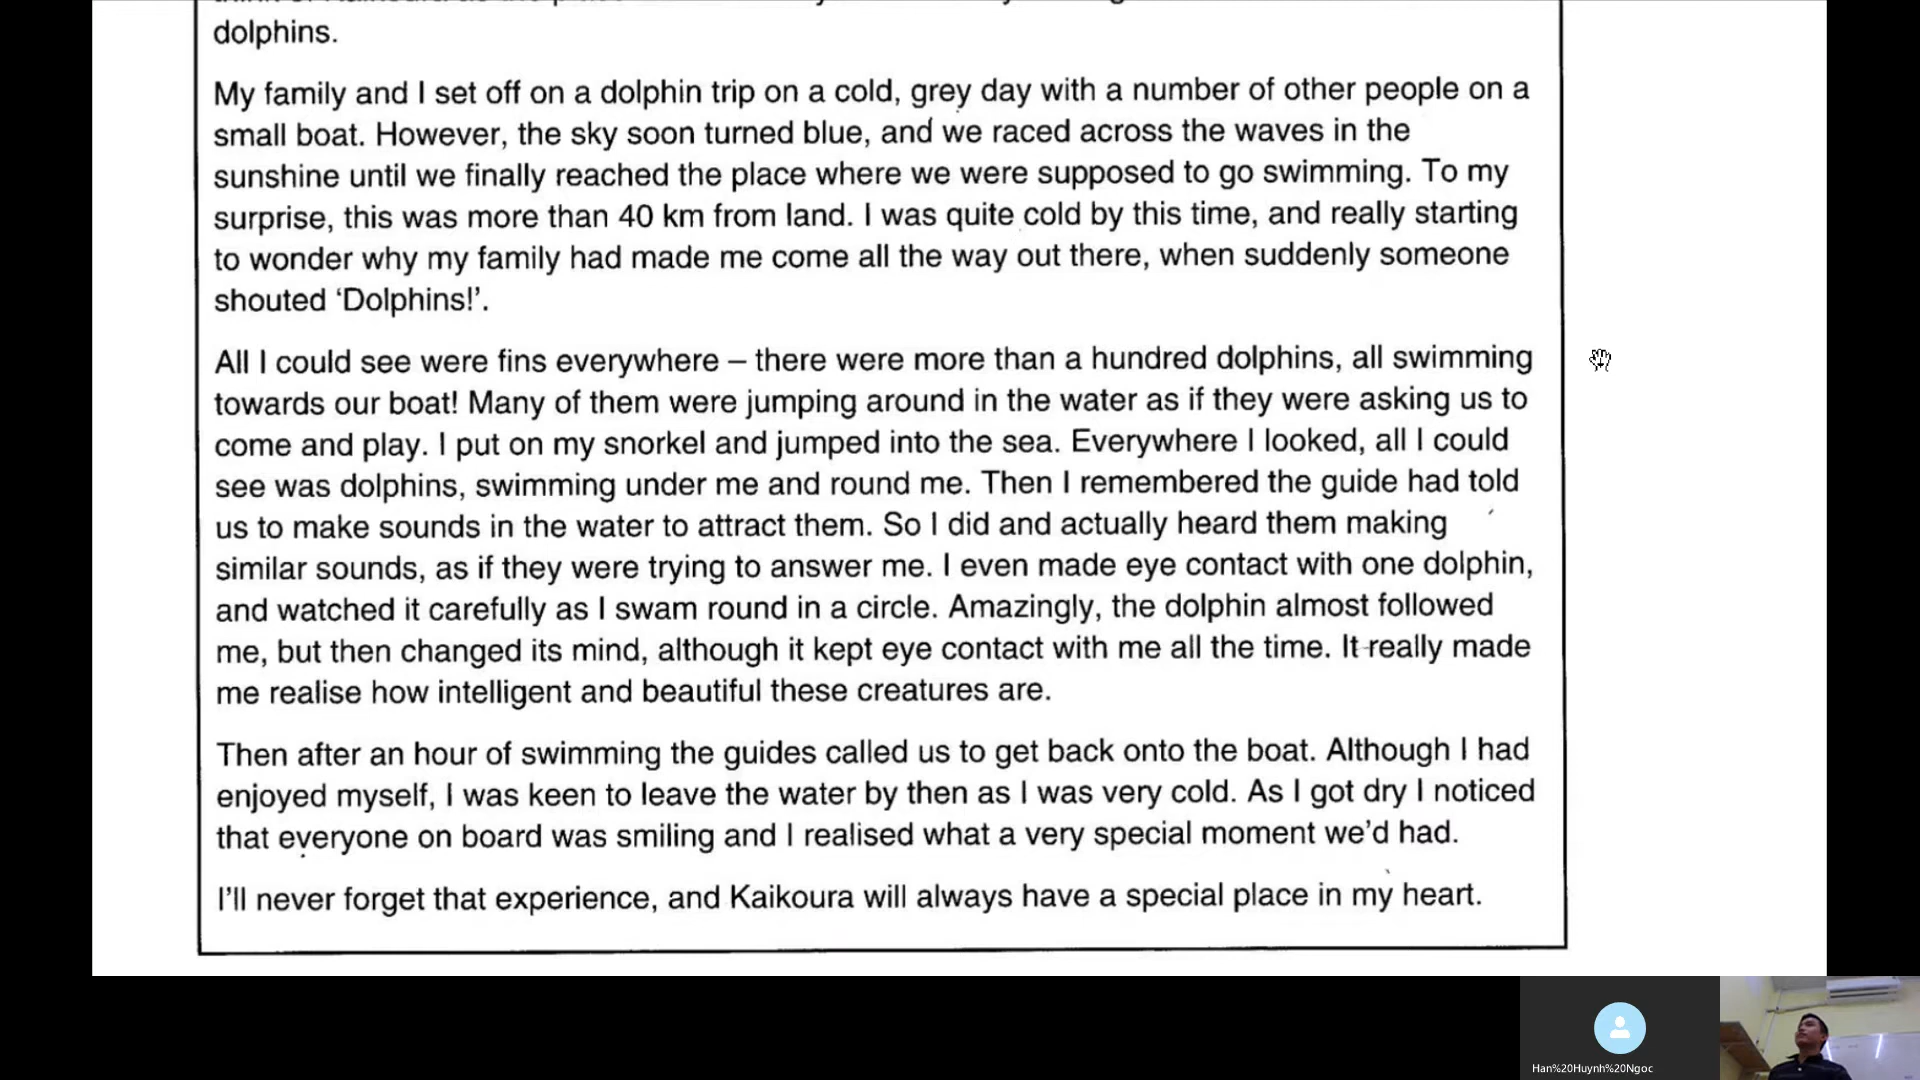 dolphins.
My family and I set off on a dolphin trip on a cold, grey day with a number of other people on a
small boat. However, the sky soon turned blue, and we raced across the waves in the
sunshine until we finally reached the place where we were supposed to go swimming. To my
surprise, this was more than 40 km from land. I was quite cold by this time, and really starting
to wonder why my family had made me come all the way out there, when suddenly someone
shouted ‘Dolphins!’.
All I could see were fins everywhere – there were more than a hundred dolphins, all swimming
towards our boat! Many of them were jumping around in the water as if they were asking us to
come and play. I put on my snorkel and jumped into the sea. Everywhere I looked, all I could
see was dolphins, swimming under me and round me. Then I remembered the guide had told
us to make sounds in the water to attract them. So I did and actually heard them making
similar sounds, as if they were trying to answer me. I even made eye contact with one dolphin,
and watched it carefully as I swam round in a circle. Amazingly, the dolphin almost followed
me, but then changed its mind, although it kept eye contact with me all the time. It really made
me realise how intelligent and beautiful these creatures are.
Then after an hour of swimming the guides called us to get back onto the boat. Although I had
enjoyed myself, I was keen to leave the water by then as I was very cold. As I got dry I noticed
that everyone on board was smiling and I realised what a very special moment we’d had.
I’ll never forget that experience, and Kaikoura will always have a special place in my heart.
Han%20Huynh%20Ngoc